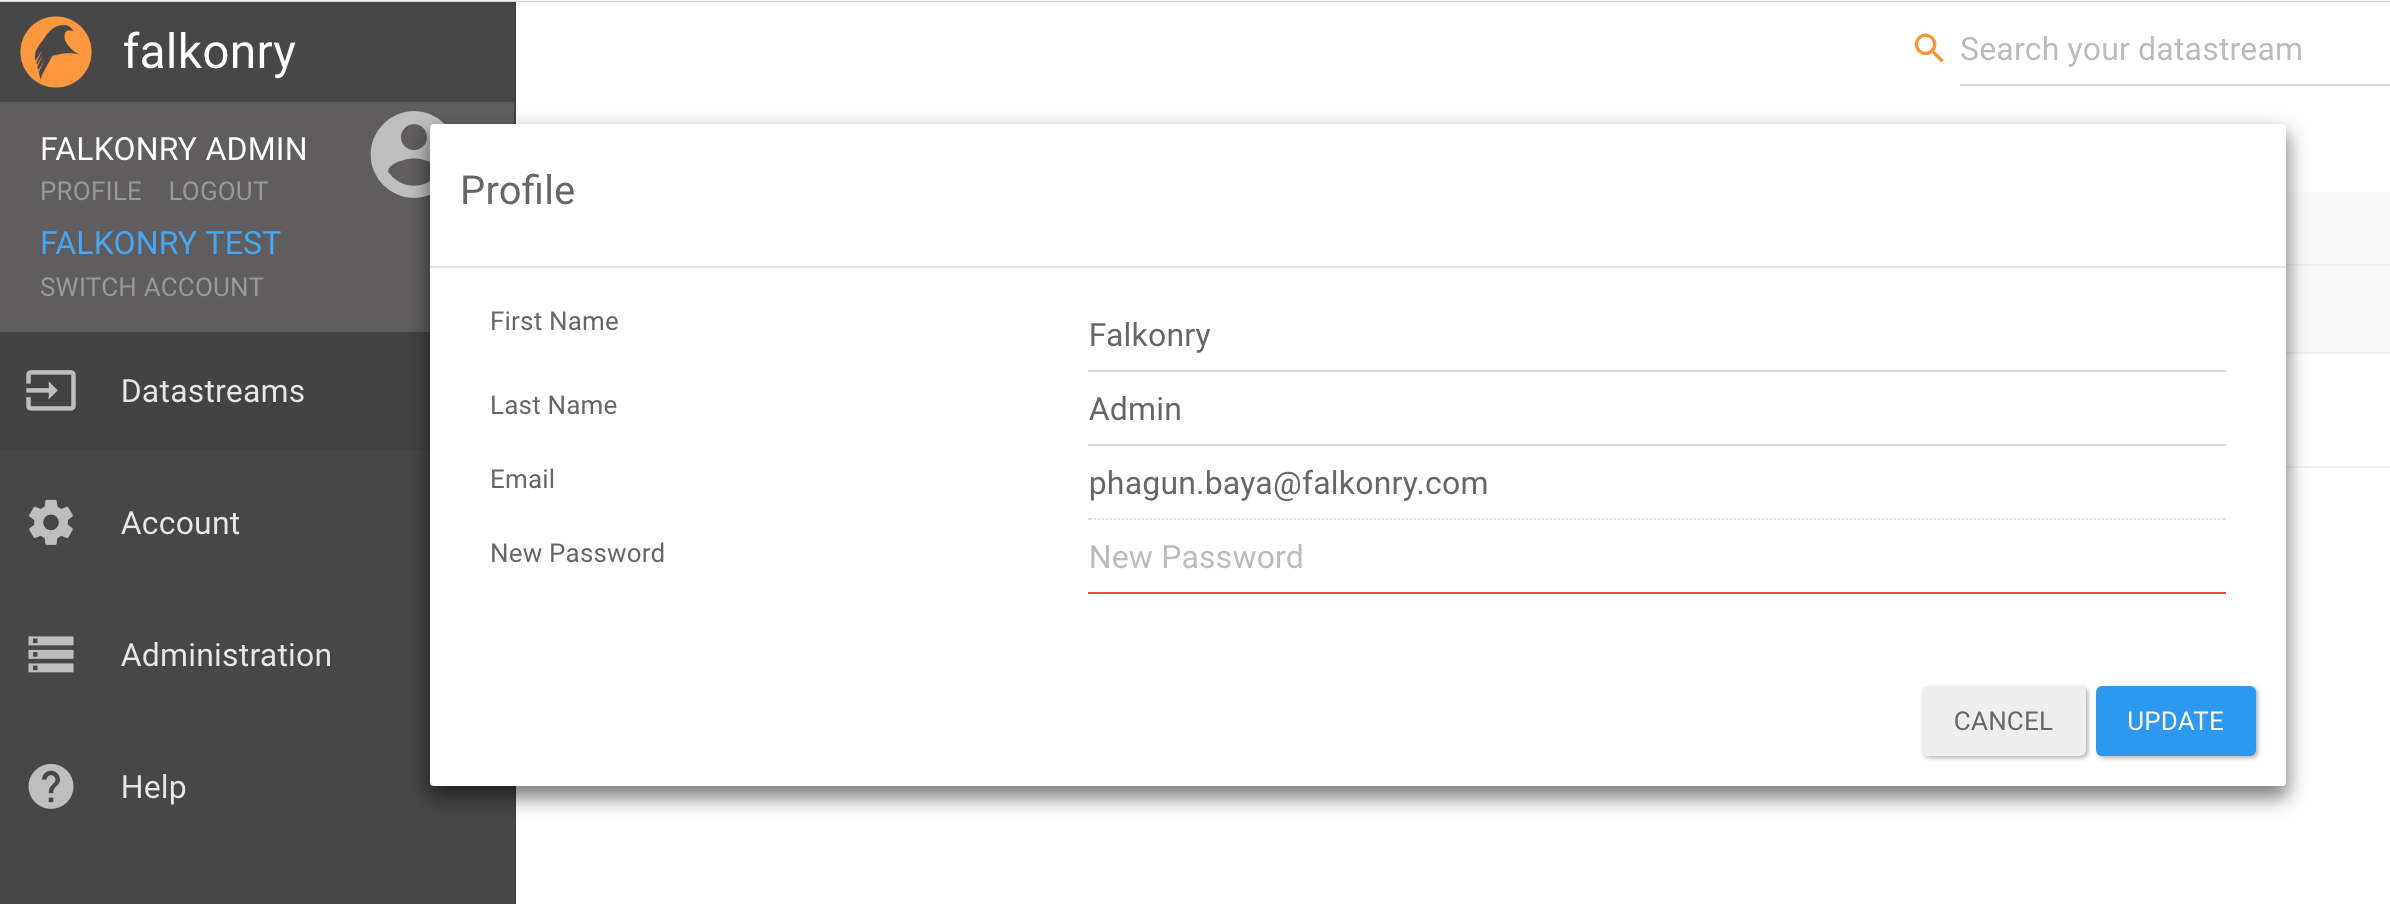 falkonry
Search your datastream
FALKONRY ADMIN
PROFILE LOGOUT
FALKONRY TEST
SWITCH ACCOUNT
Datastreams
Account
Administration
Help
Profile
First Name
Falkonry
Last Name
Admin
Email
phagun.baya@falkonry.com
New Password
New Password
CANCEL UPDATE